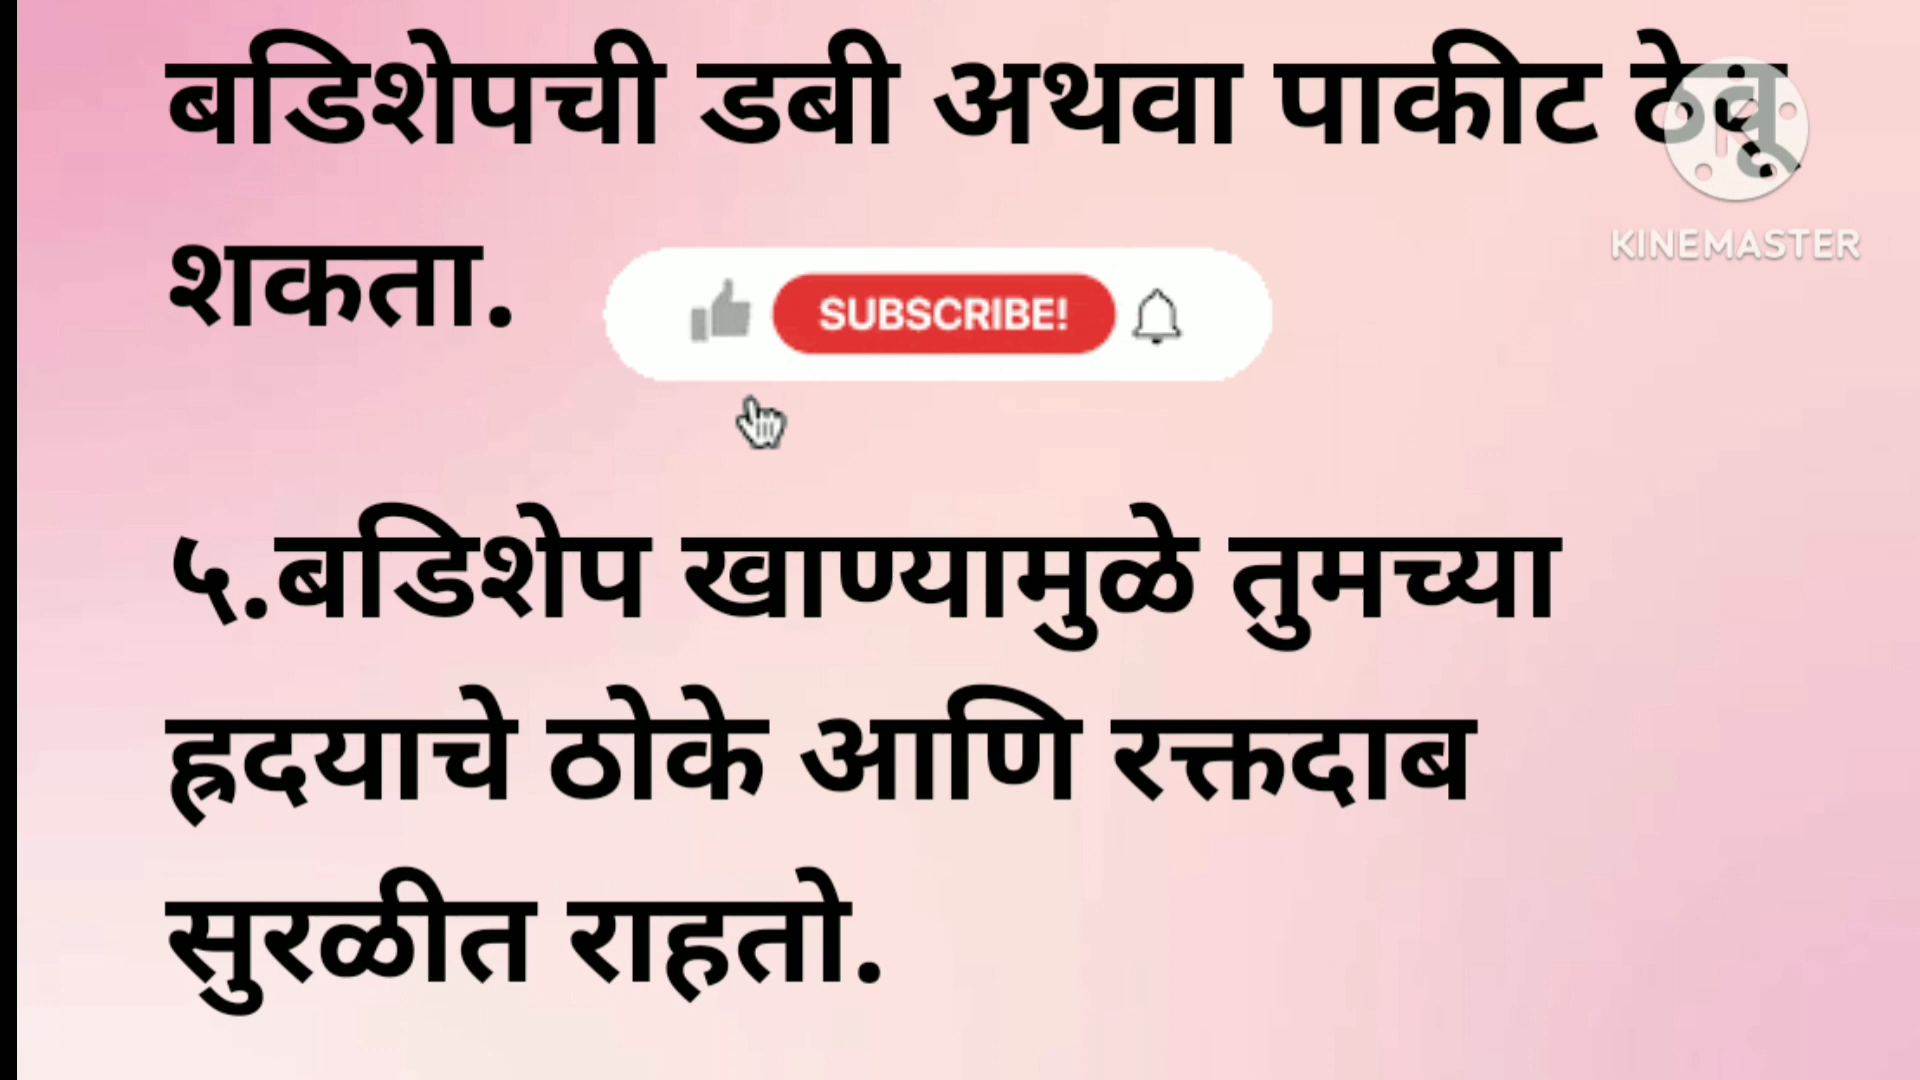 बडिशेपची डबी अथवा पाकीट ठेवू
KINEMASTER
शकता.
SUBSCRIBE!
५.बडिशेप खाण्यामुळे तुमच्या
ह्रदयाचे ठोके आणि रक्तदाब
सुरळीत राहतो.